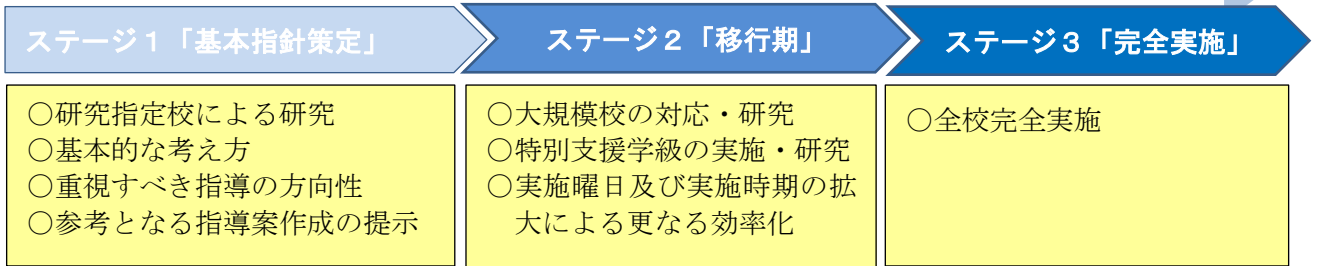 ステージ1「基本指針策定」
ステージ2「移行期」
ステージ3「完全実施」
○研究指定校による研究
○基本的な考え方
○重視すべき指導の方向性
○参考となる指導案作成の提示
○大規模校の対応・研究
○特別支援学級の実施・研究
○実施曜日及び実施時期の拡
大による更なる効率化
○全校完全実施